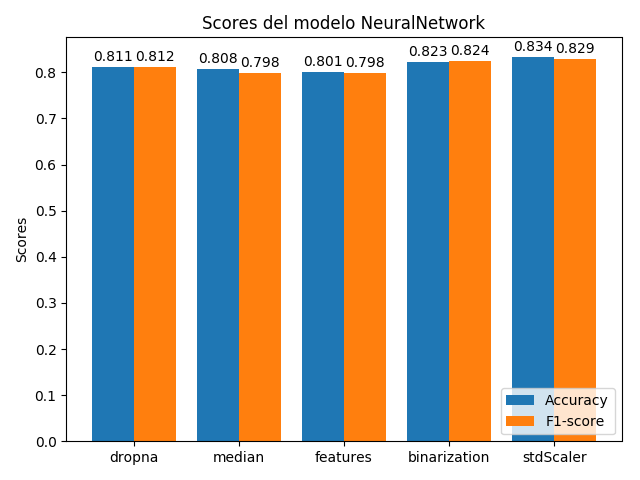 Scores del modelo NeuralNetwork
0.811 0.812 0.808 0.798 0.801 0.798 0.823 0.824 0.834 0.829
Scores
0.8
0.7
0.6
0.5
0.4
0.3
0.2
0.1
0.0
Accuracy
F1-score
dropna median features binarization stdScaler